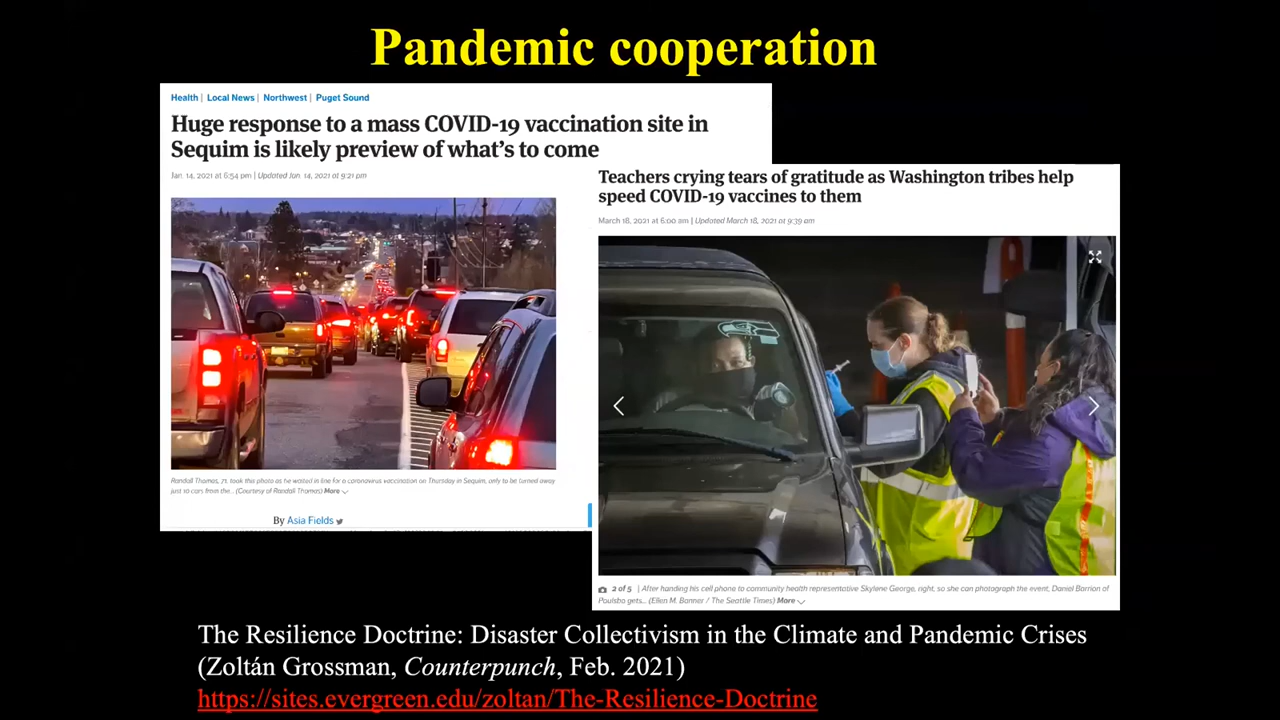 Pandemic cooperation
Health | Local News | Northwest | Puget Sound
Huge response to a mass COVID-19 vaccination site in
Sequim is likely preview of what's to come
Jan. 14, 2021 at 6:54 pm | Updated Jan. 14, 2021 at 9:21 pm
Randall Thomas, 71, took this photo as he waited in line for a coronavirus vaccination on Thursday in Sequim, only to be turned away
just 10 cars from the... (Courtesy of Randall Thomas) More
By Asia Fields
Teachers crying tears of gratitude as Washington tribes help
speed COVID-19 vaccines to them
March 18, 2021 at 6:00 am | Updated March 18, 2021 at 9:39 am
2 of 5 | After handing his cell phone to community health representative Skylene George, right, so she can photograph the event, Daniel Barrion of
Poulsbo gets... (Ellen M. Banner / The Seattle Times) More
The Resilience Doctrine: Disaster Collectivism in the Climate and Pandemic Crises
(Zoltán Grossman, Counterpunch, Feb. 2021)
https://sites.evergreen.edu/zoltan/The-Resilience-Doctrine